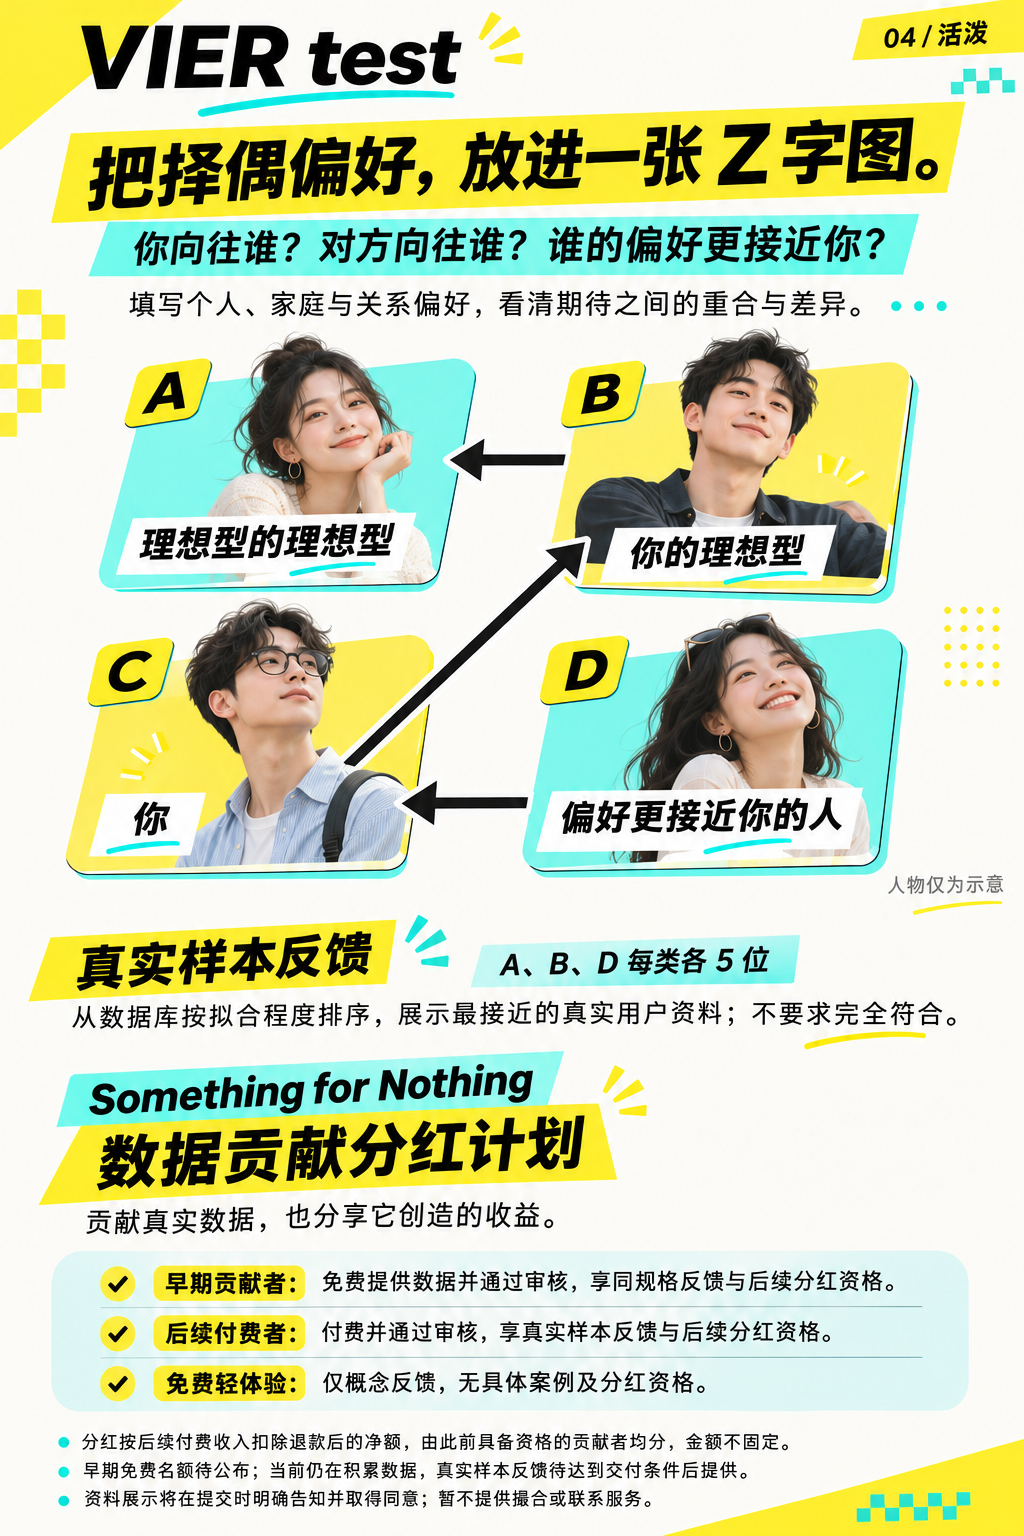 VIER test
04 / 活泼
把择偶偏好，放进一张 Z 字图。
你向往谁？对方向往谁？谁的偏好更接近你？
填写个人、家庭与关系偏好，看清期待之间的重合与差异。
A
理想型的理想型
B
你的理想型
C
你
D
偏好更接近你的人
人物仅为示意
真实样本反馈
A、B、D 每类各 5 位
从数据库按拟合程度排序，展示最接近的真实用户资料；不要求完全符合。
Something for Nothing
数据贡献分红计划
贡献真实数据，也分享它创造的收益。
早期贡献者： 免费提供数据并通过审核，享同规格反馈与后续分红资格。
后续付费者： 付费并通过审核，享真实样本反馈与后续分红资格。
免费轻体验： 仅概念反馈，无具体案例及分红资格。
分红按后续付费收入扣除退款后的净额，由此前具备资格的贡献者均分，金额不固定。
早期免费名额待公布；当前仍在积累数据，真实样本反馈待达到交付条件后提供。
资料展示将在提交时明确告知并取得同意；暂不提供撮合或联系服务。